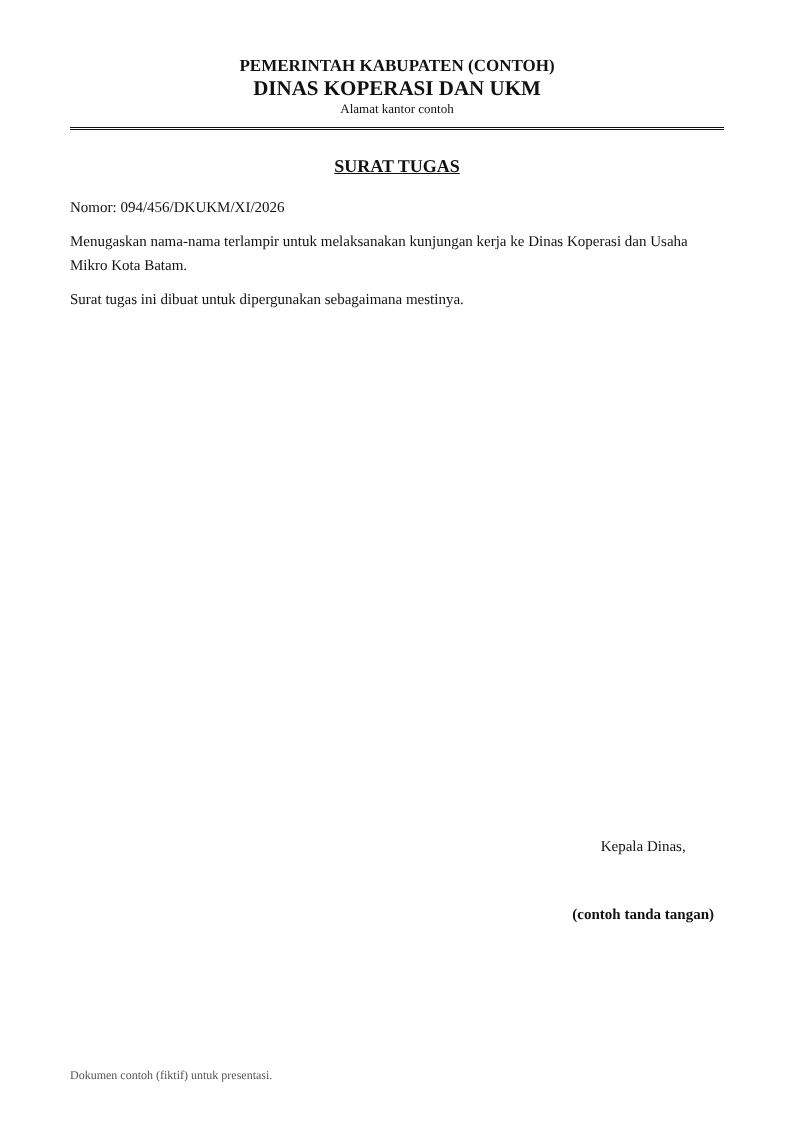 PEMERINTAH KABUPATEN (CONTOH)
DINAS KOPERASI DAN UKM
Alamat kantor contoh
SURAT TUGAS
Nomor: 094/456/DKUKM/XI/2026
Menugaskan nama-nama terlampir untuk melaksanakan kunjungan kerja ke Dinas Koperasi dan Usaha
Mikro Kota Batam.
Surat tugas ini dibuat untuk dipergunakan sebagaimana mestinya.
Kepala Dinas,
(contoh tanda tangan)
Dokumen contoh (fiktif) untuk presentasi.